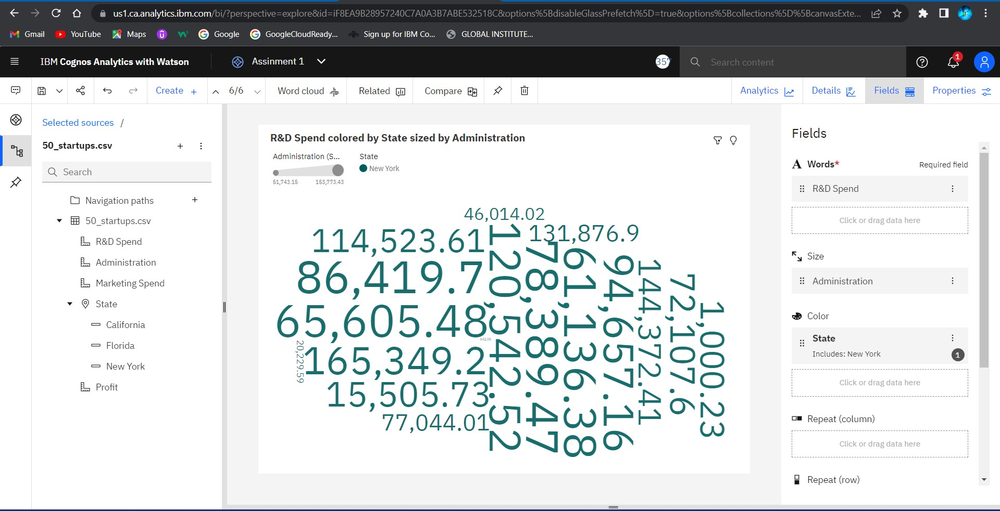 us1.ca.analytics.ibm.com/bi/?perspective=explore&id=iF8EA9B28957240C7A0A3B7ABE532518C&options%5BdisableGlassPrefetch%5D=true&options%5Bcollections%5D%5BcanvasExte...
Gmail YouTube Maps Google GoogleCloudReady... Sign up for IBM Co... GLOBAL INSTITUTE...
IBM Cognos Analytics with Watson Assinment 1 357 Search content 1
Create + 6/6 Word cloud Related Compare Analytics Details Fields Properties
Selected sources /
50_startups.csv
Search
Navigation paths
50_startups.csv
R&D Spend
Administration
Marketing Spend
State
California
Florida
New York
Profit
R&D Spend colored by State sized by Administration
Administration (S...
51,743.15 153,773.43
State
New York
46,014.02
114,523.61
131,876.9
86,419.7
65,605.48
542.05
20,229.59
165,349.2
15,505.73
77,044.01
120,542.52
78,389.47
61,136.38
94,657.16
144,372.41
72,107.6
1,000.23
Fields
Words* Required field
R&D Spend
Click or drag data here
Size
Administration
Color
State
Includes: New York
1
Click or drag data here
Repeat (column)
Click or drag data here
Repeat (row)